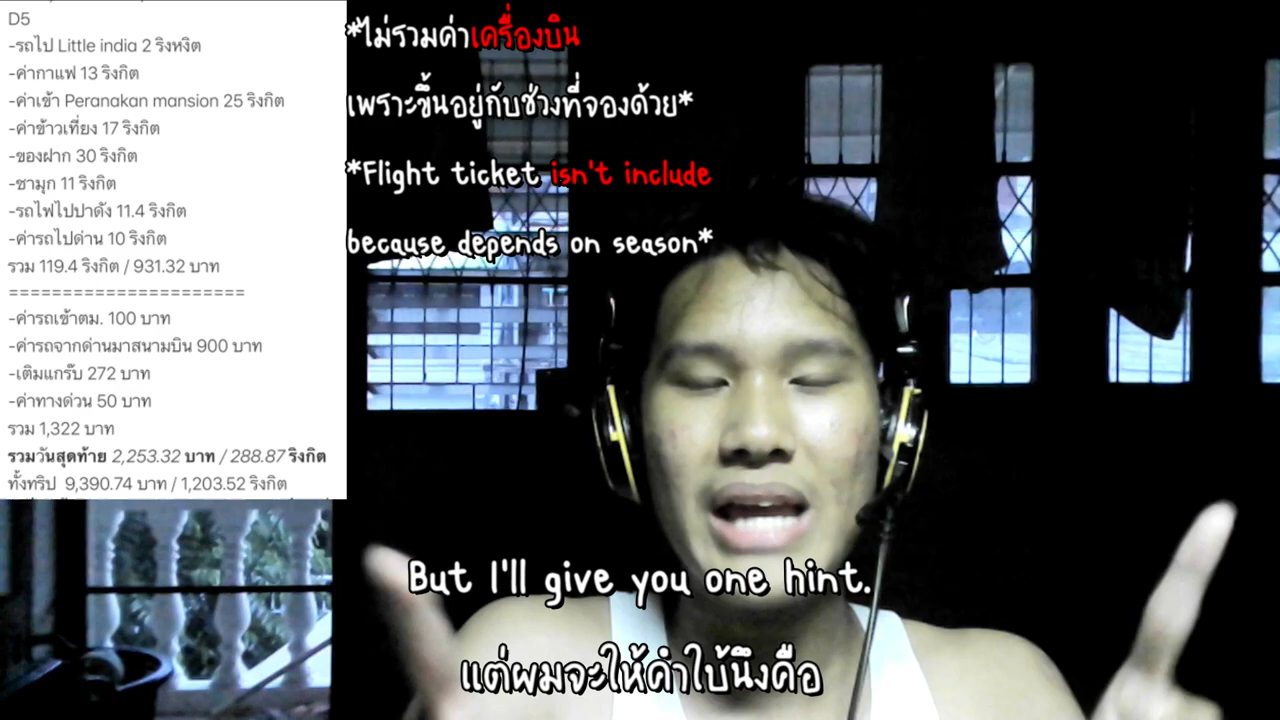 D5
-รถไป Little india 2 ริงหงิต
-ค่ากาแฟ 13 ริงกิต
-ค่าเข้า Peranakan mansion 25 ริงกิต
-ค่าข้าวเที่ยง 17 ริงกิต
-ของฝาก 30 ริงกิต
-ชามุก 11 ริงกิต
-รถไฟไปปาดัง 11.4 ริงกิต
-ค่ารถไปด่าน 10 ริงกิต
รวม 119.4 ริงกิต / 931.32 บาท
======================
-ค่ารถเข้าตม. 100 บาท
-ค่ารถจากด่านมาสนามบิน 900 บาท
-เติมแกร๊บ 272 บาท
-ค่าทางด่วน 50 บาท
รวม 1,322 บาท
รวมวันสุดท้าย 2,253.32 บาท / 288.87 ริงกิต
ทั้งทริป 9,390.74 บาท / 1,203.52 ริงกิต
*ไม่รวมค่าเครื่องบิน
เพราะขึ้นอยู่กับช่วงที่จองด้วย*
*Flight ticket isn't include
because depends on season*
But I'll give you one hint.
แต่ผมจะให้คำใบ้นึงคือ